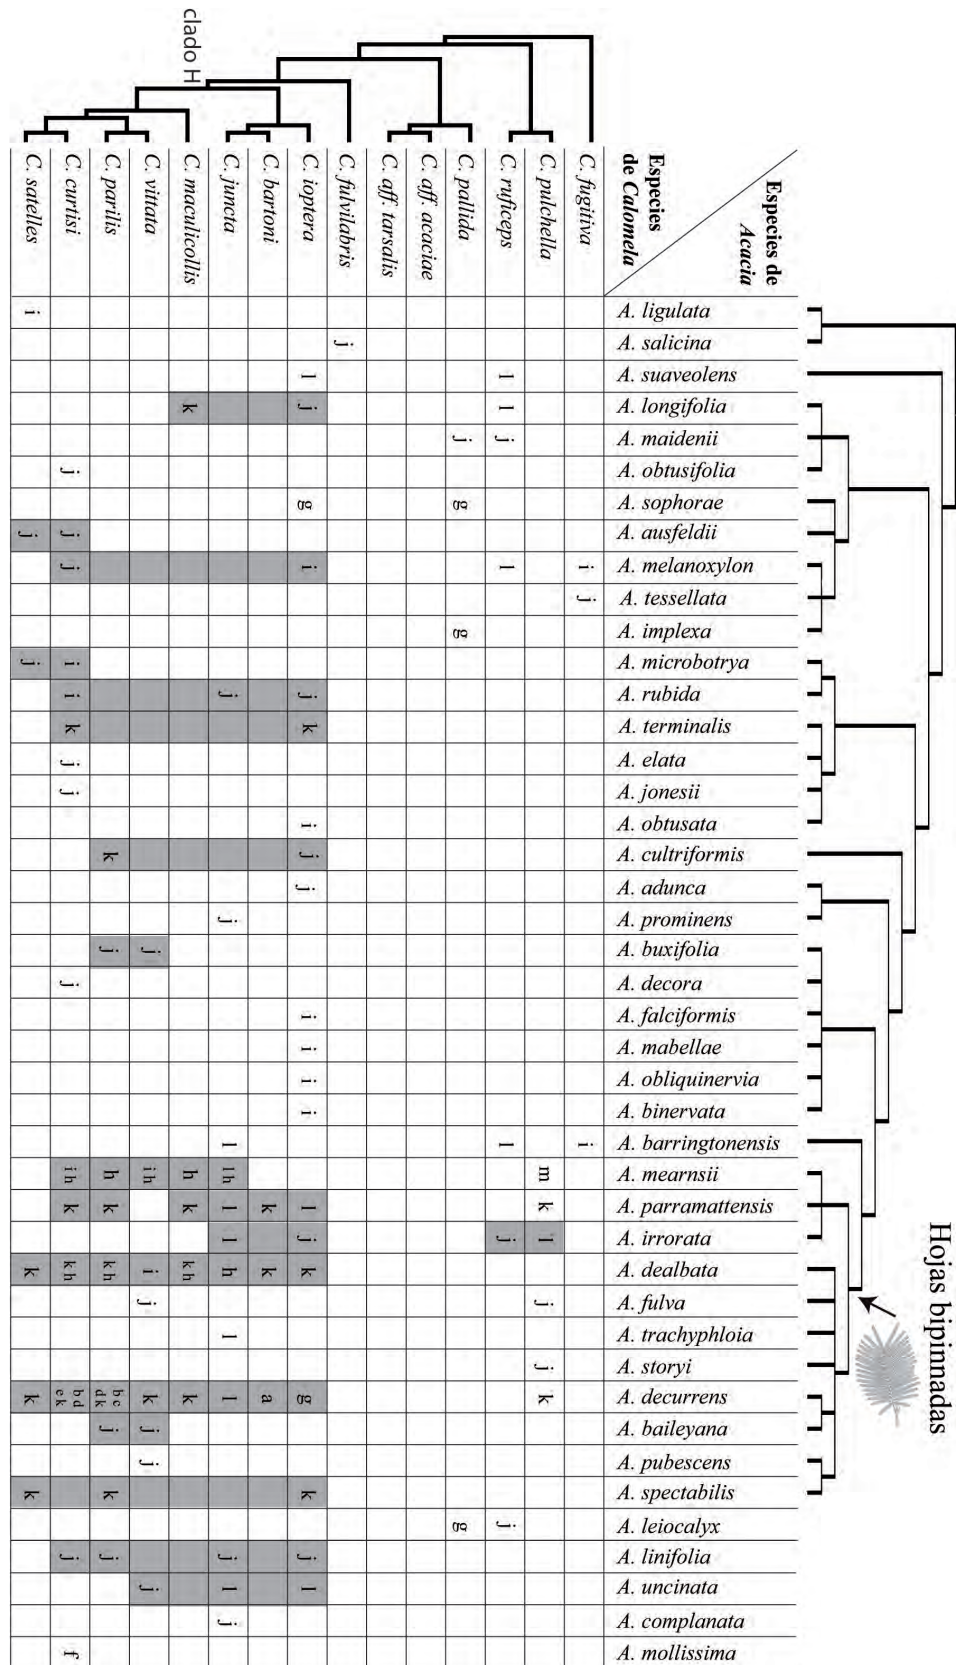 clado H
C. satelles
C. curtisi
C. parilis
C. vittata
C. maculicollis
C. juncta
C. bartoni
C. ioptera
C. fulvilabris
C. aff. tarsalis
C. aff. acaciae
C. pallida
C. ruficeps
C. pulchella
C. fugitiva
Especies
de Calomela
Especies de
Acacia
i A. ligulata
j A. salicina
l l A. suaveolens
k j l A. longifolia
j j A. maidenii
j A. obtusifolia
g g A. sophorae
j j A. ausfeldii
j i l i A. melanoxylon
j A. tessellata
g A. implexa
j i A. microbotrya
i j j A. rubida
k k A. terminalis
j A. elata
j A. jonesii
i A. obtusata
k j A. cultriformis
j A. adunca
j A. prominens
j j A. buxifolia
j A. decora
i A. falciformis
i A. mabellae
i A. obliquinervia
i A. binervata
l l i A. barringtonensis
i h h i h h l h m A. mearnsii
k k k l k l k A. parramattensis
l j j l A. irrorata
k k h k h i k h h k k A. dealbata
j j A. fulva
l A. trachyphloia
j A. storyi
k b d e k b c d k k k l a g k A. decurrens
j j A. baileyana
j A. pubescens
k k k A. spectabilis
g j A. leiocalyx
j j j j A. linifolia
j l l A. uncinata
j A. complanata
f A. mollissima
Hojas bipinnadas